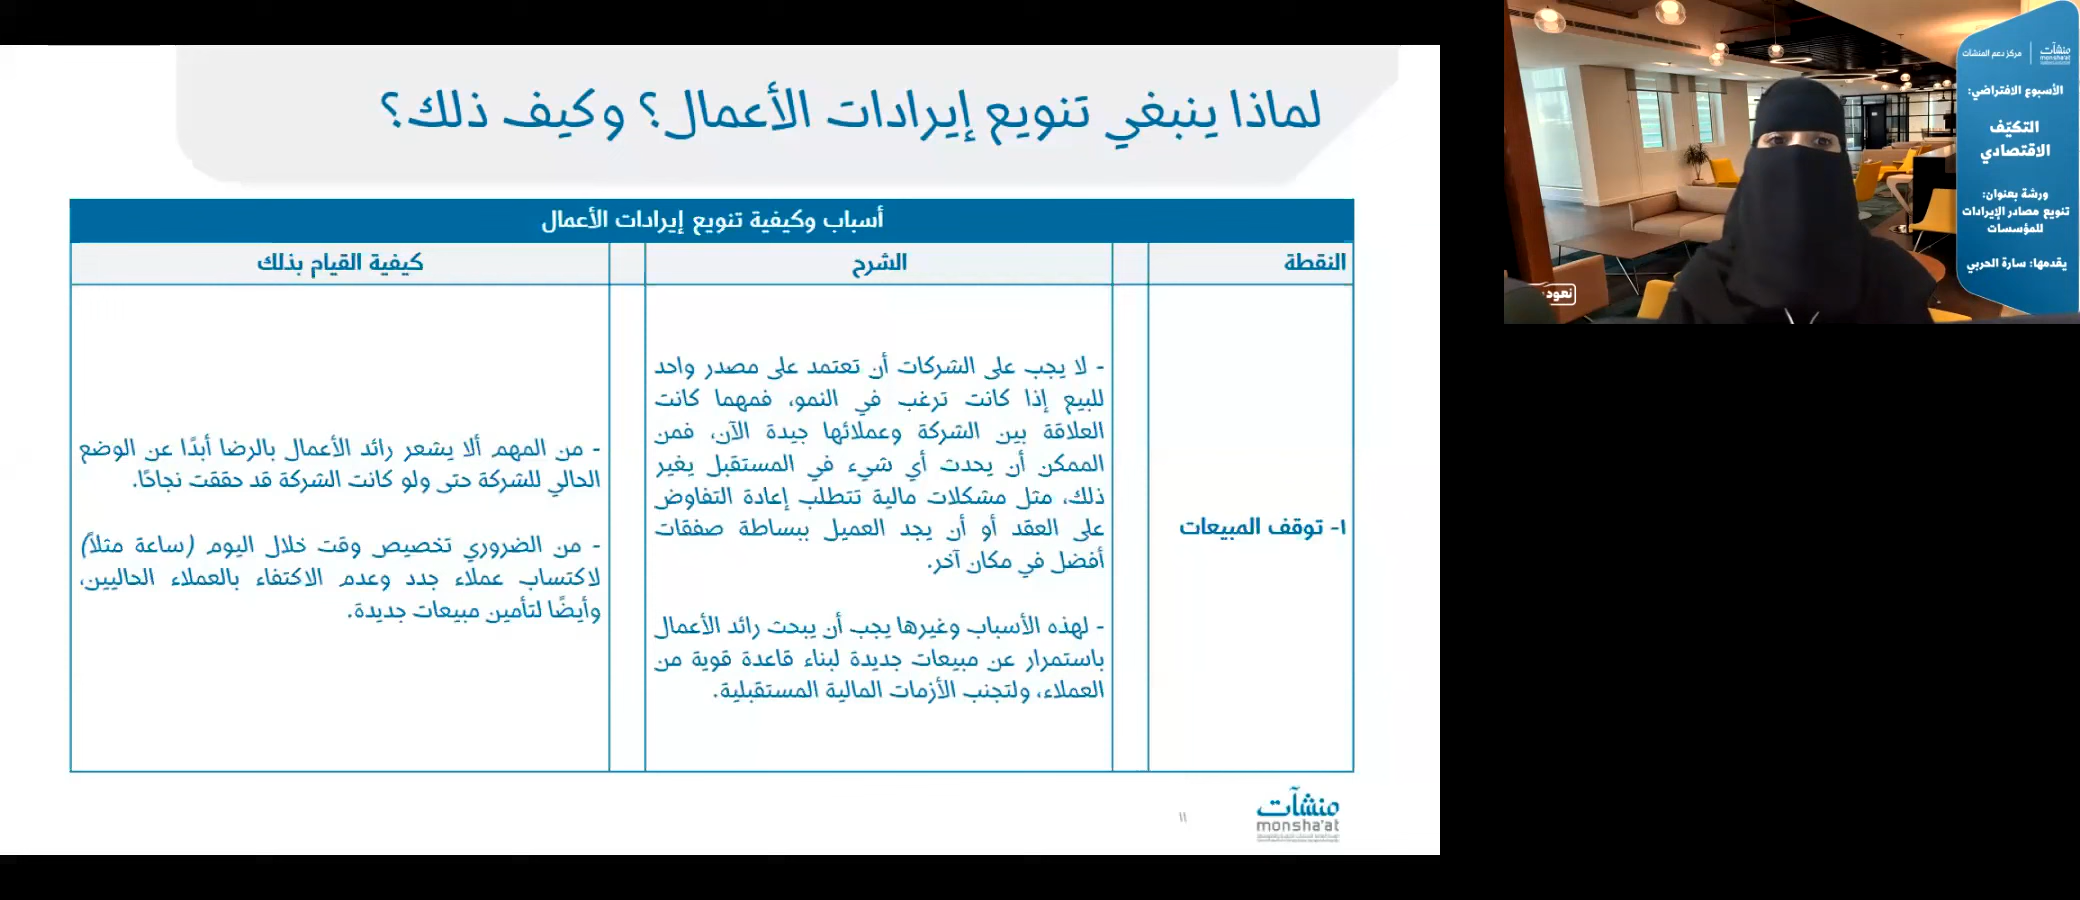 لماذا ينبغي تنويع إيرادات الأعمال؟ وكيف ذلك؟
أسباب وكيفية تنويع إيرادات الأعمال
النقطة
الشرح
كيفية القيام بذلك
١- توقف المبيعات
- لا يجب على الشركات أن تعتمد على مصدر واحد
للبيع إذا كانت ترغب في النمو، فمهما كانت
العلاقة بين الشركة وعملائها جيدة الآن، فمن
الممكن أن يحدث أي شيء في المستقبل يغير
ذلك، مثل مشكلات مالية تتطلب إعادة التفاوض
على العقد أو أن يجد العميل ببساطة صفقات
أفضل في مكان آخر.
- لهذه الأسباب وغيرها يجب أن يبحث رائد الأعمال
باستمرار عن مبيعات جديدة لبناء قاعدة قوية من
العملاء، ولتجنب الأزمات المالية المستقبلية.
- من المهم ألا يشعر رائد الأعمال بالرضا أبدًا عن الوضع
الحالي للشركة حتى ولو كانت الشركة قد حققت نجاحًا.
- من الضروري تخصيص وقت خلال اليوم (ساعة مثلاً)
لاكتساب عملاء جدد وعدم الاكتفاء بالعملاء الحاليين،
وأيضًا لتأمين مبيعات جديدة.
منشآت
monsha'at
١١
منشآت
monsha'at
مركز دعم المنشآت
الأسبوع الافتراضي:
التكيّف
الاقتصادي
ورشة بعنوان:
تنويع مصادر الإيرادات
للمؤسسات
يقدمها: سارة الحربي
نعود